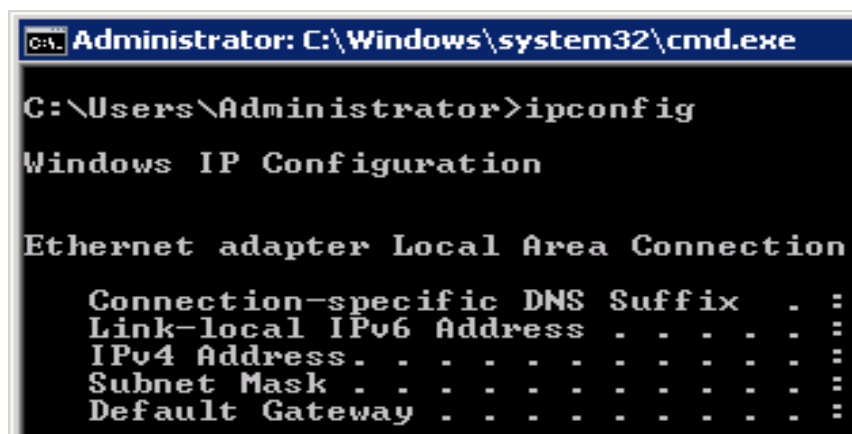 Administrator: C:\Windows\system32\cmd.exe
C:\Users\Administrator>ipconfig
Windows IP Configuration
Ethernet adapter Local Area Connection
Connection-specific DNS Suffix . :
Link-local IPv6 Address . . . . . :
IPv4 Address. . . . . . . . . . . :
Subnet Mask . . . . . . . . . . . :
Default Gateway . . . . . . . . . :